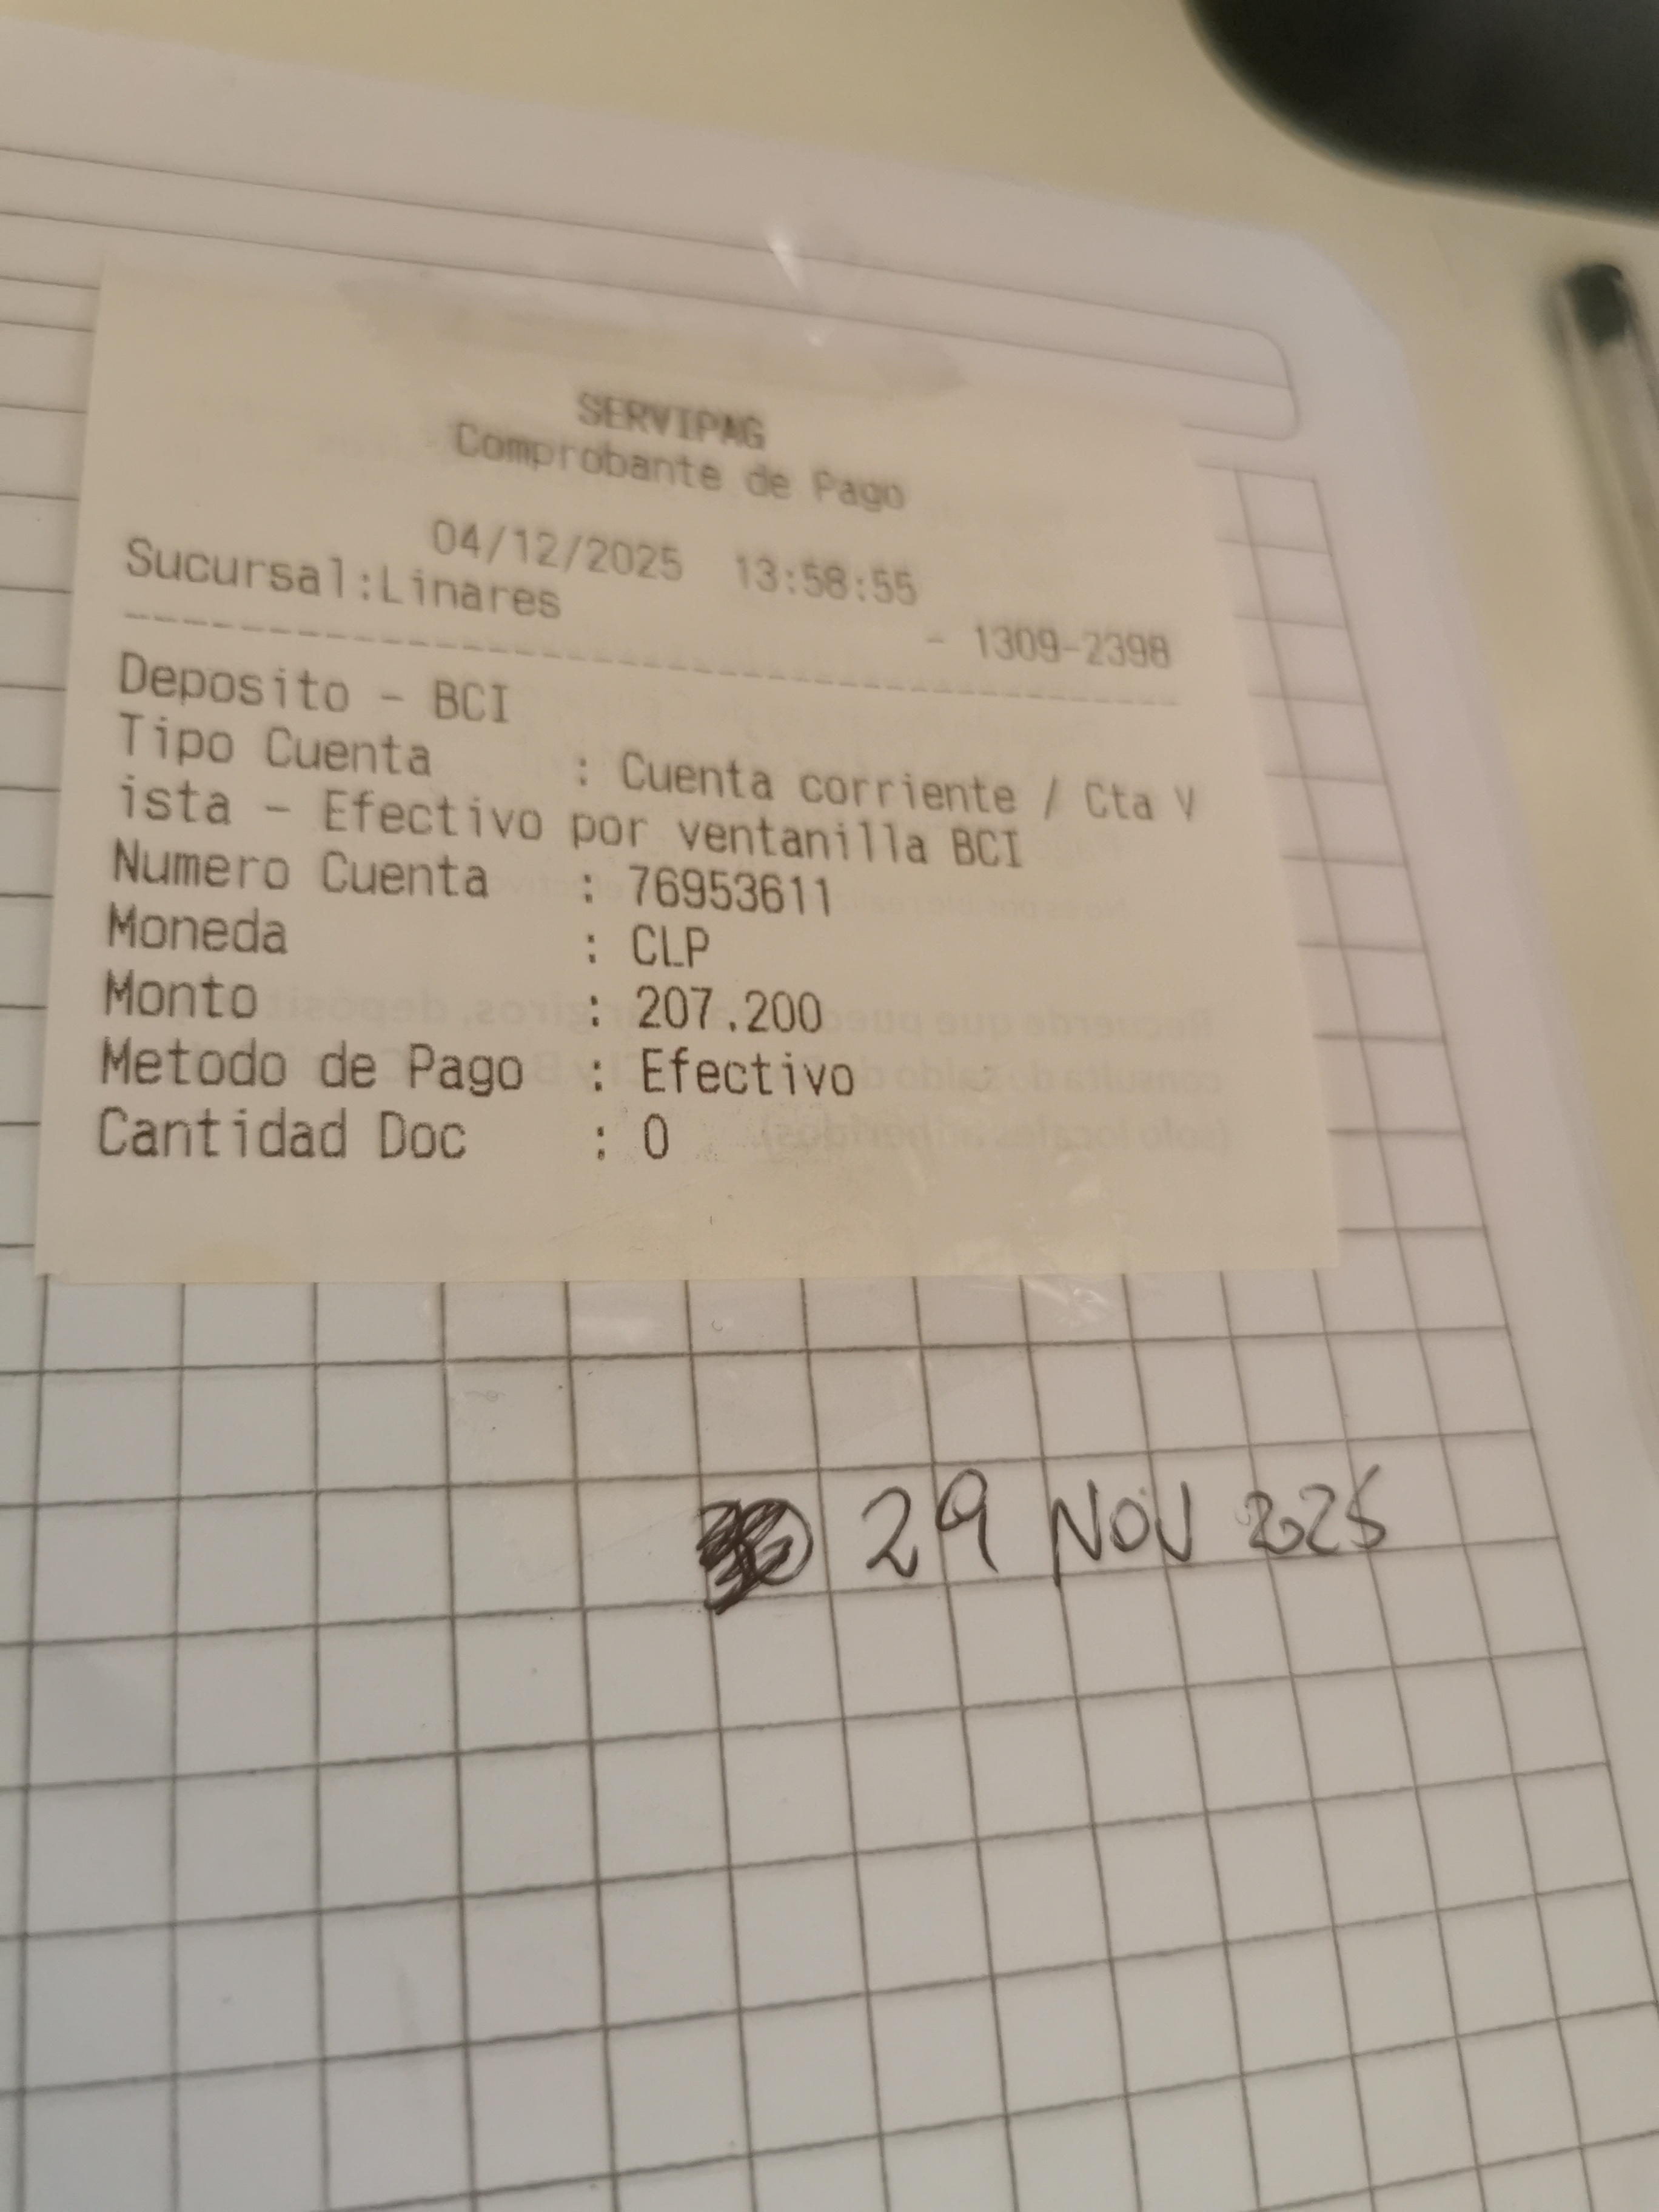 SERVIPAG
Comprobante de Pago
04/12/2025 13:58:55
Sucursal:Linares
- 1309-2398
Deposito - BCI
Tipo Cuenta : Cuenta corriente / Cta V
ista - Efectivo por ventanilla BCI
Numero Cuenta : 76953611
Moneda : CLP
Monto : 207.200
Metodo de Pago : Efectivo
Cantidad Doc : 0
29 NOV 2025